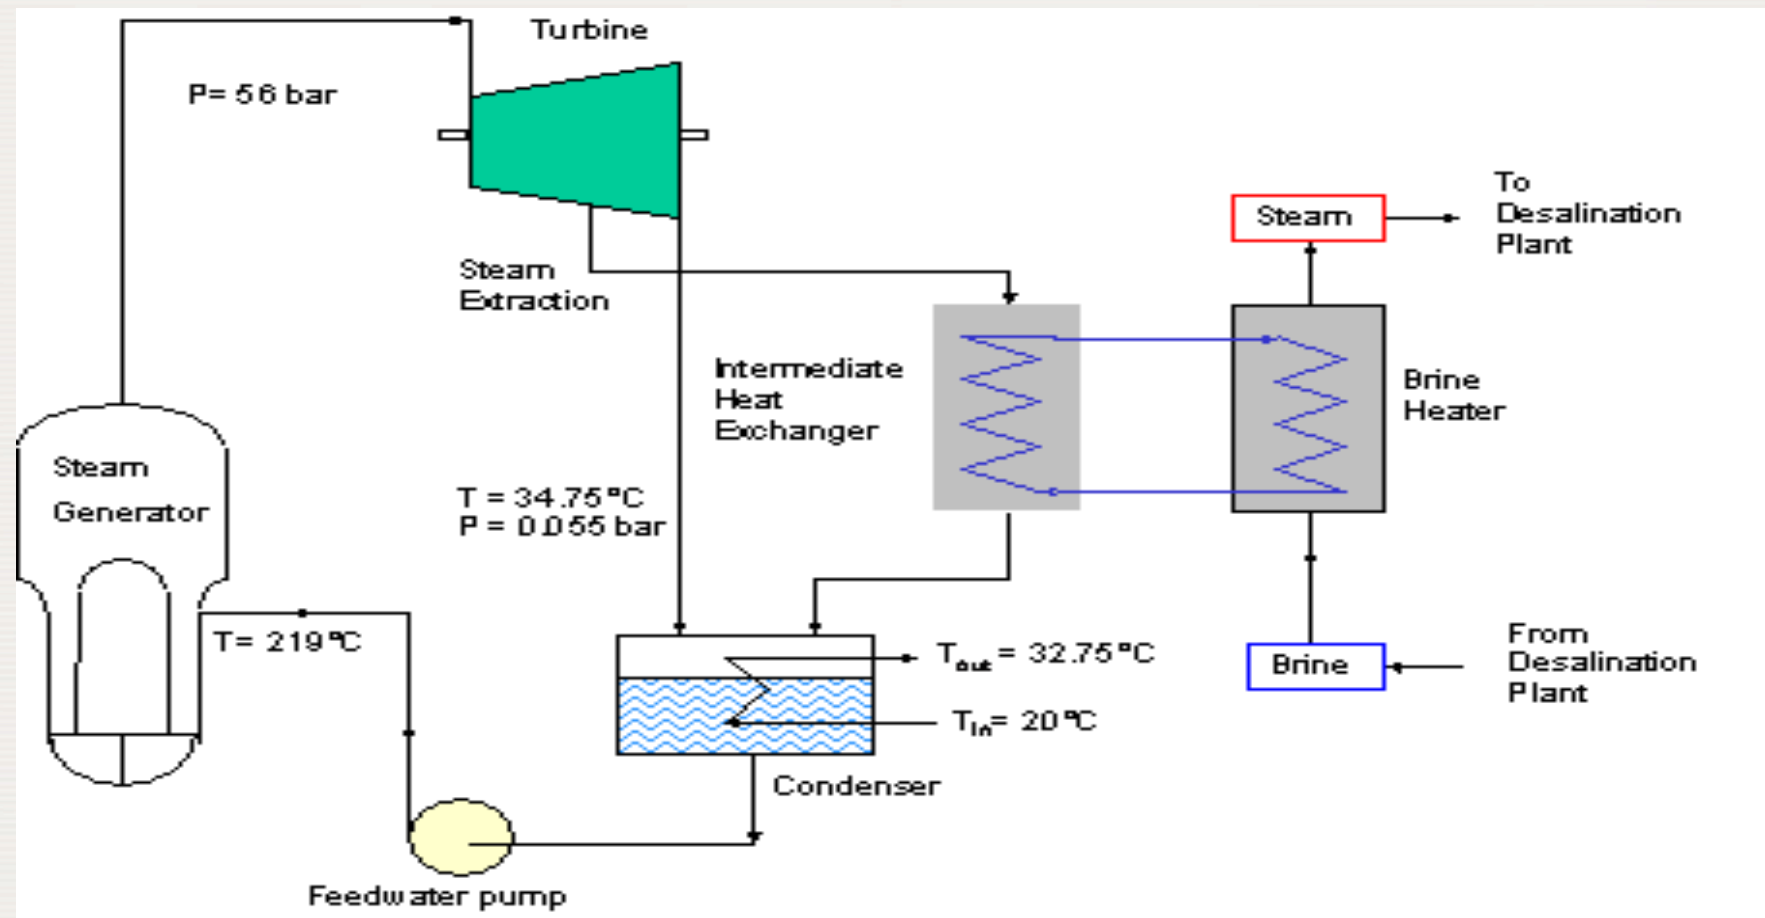 Turbine
P= 56 bar
To
Desalination
Plant
Steam
Steam
Extraction
Intermediate
Heat
Exchanger
Brine
Heater
Steam
Generator
T = 34.75°C
P = 0.055 bar
T= 219°C
Tout = 32.75°C
Tin= 20°C
From
Desalination
Plant
Brine
Condenser
Feedwater pump